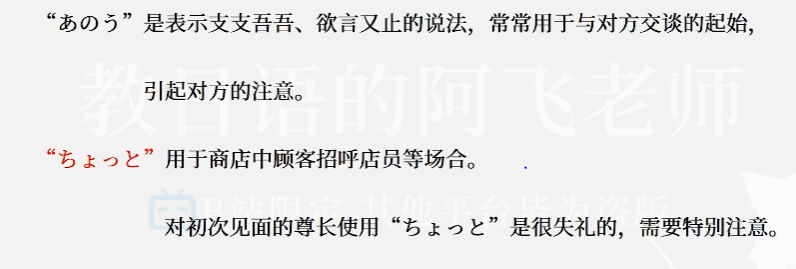 “あのう”是表示支支吾吾、欲言又止的说法，常常用于与对方交谈的起始，
引起对方的注意。
教日语的阿飞老师
“ちょっと”用于商店中顾客招呼店员等场合。
B站限定 其他平台皆为盗版
对初次见面的尊长使用“ちょっと”是很失礼的，需要特别注意。